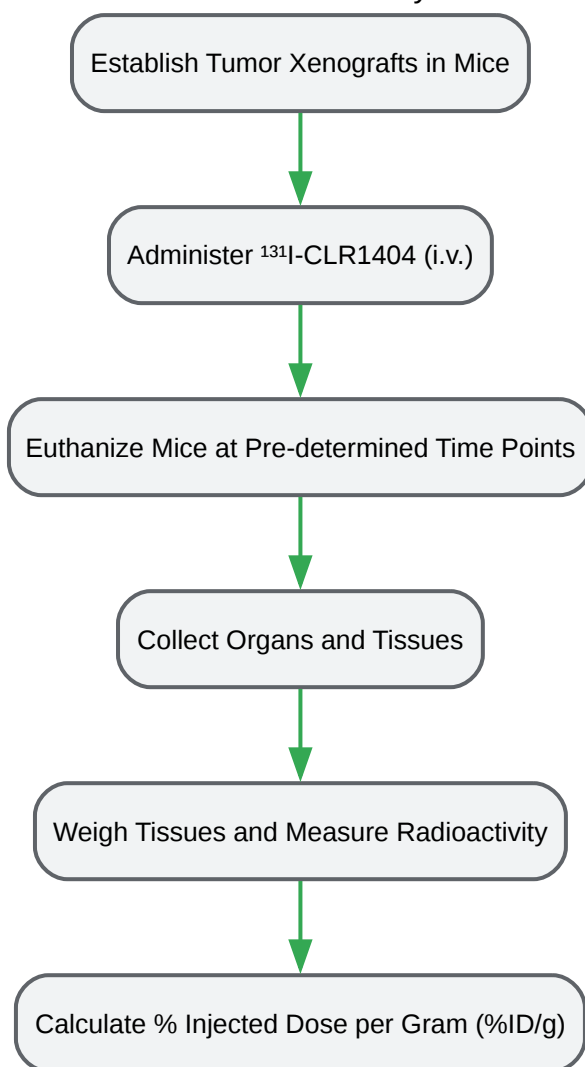 Establish Tumor Xenografts in Mice
Administer ¹³¹I-CLR1404 (i.v.)
Euthanize Mice at Pre-determined Time Points
Collect Organs and Tissues
Weigh Tissues and Measure Radioactivity
Calculate % Injected Dose per Gram (%ID/g)